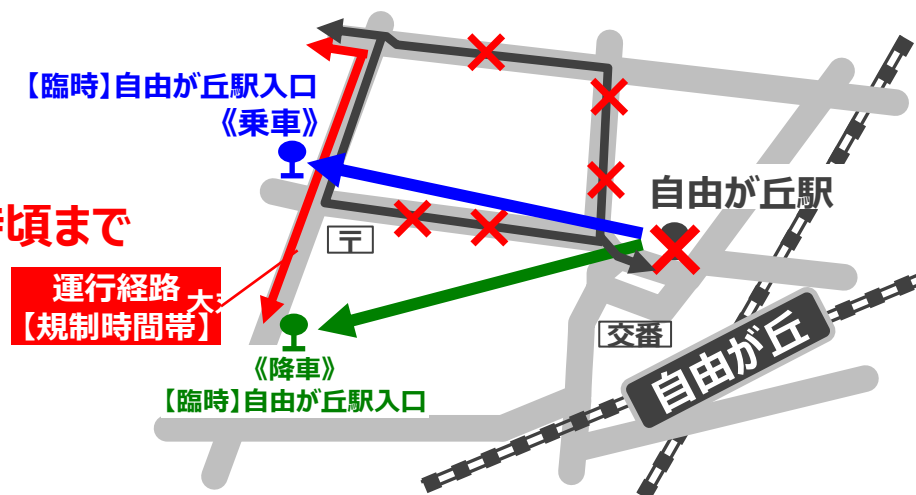 【臨時】自由が丘駅入口
《乗車》
自由が丘駅
頃まで
〒
運行経路
【規制時間帯】
大
交番
自由が丘
《降車》
【臨時】自由が丘駅入口